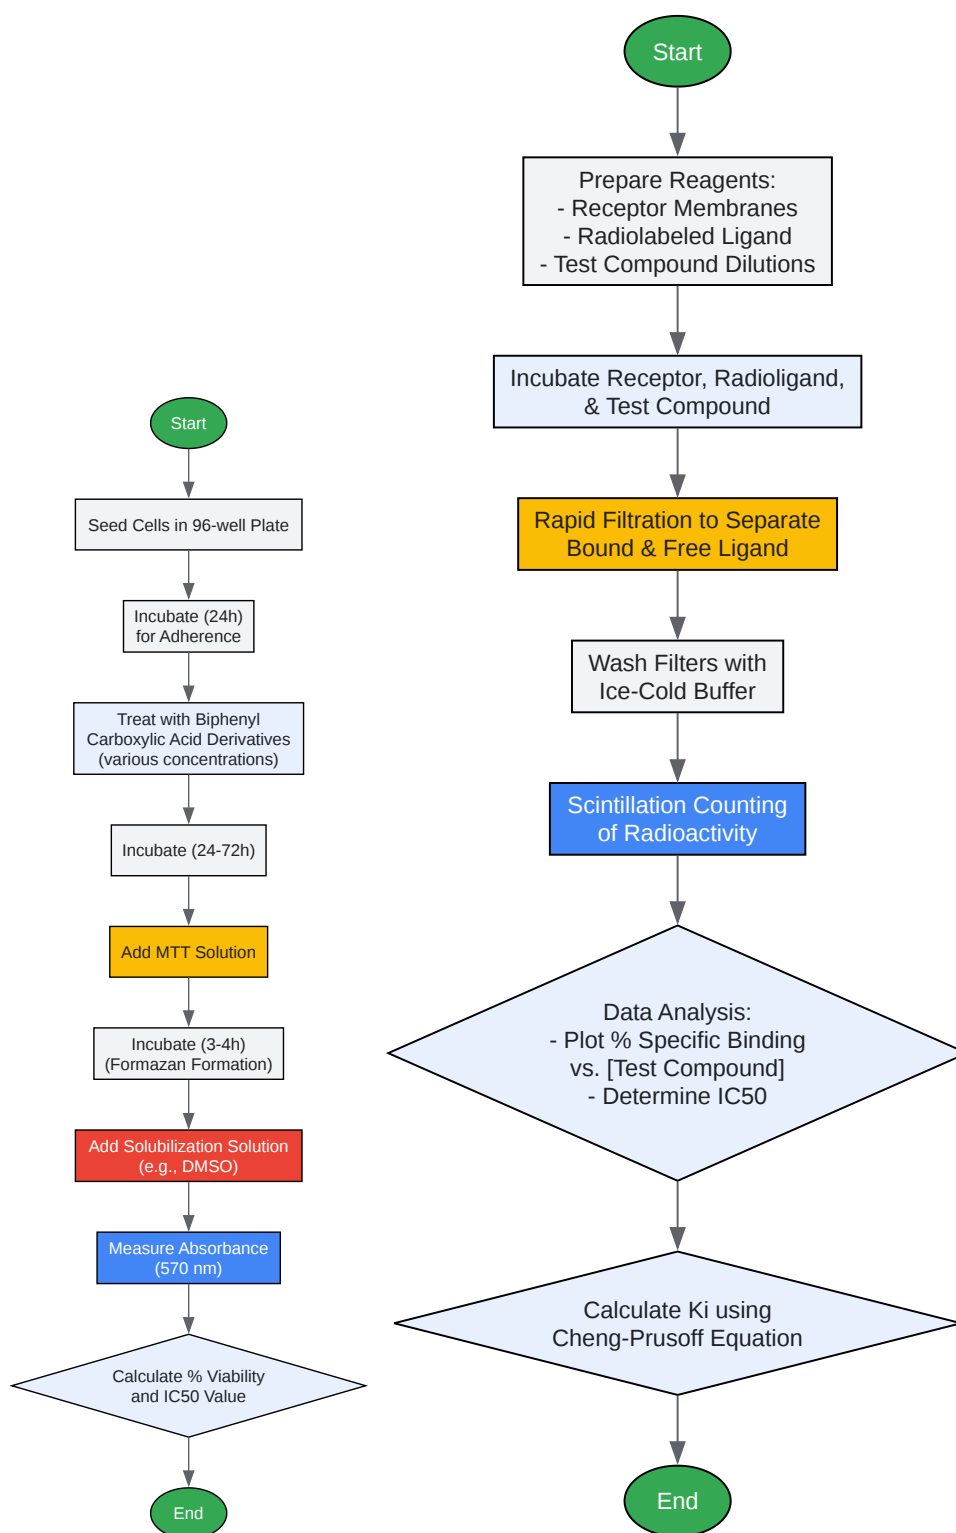 Start
Seed Cells in 96-well Plate
Incubate (24h)
for Adherence
Treat with Biphenyl
Carboxylic Acid Derivatives
(various concentrations)
Incubate (24-72h)
Add MTT Solution
Incubate (3-4h)
(Formazan Formation)
Add Solubilization Solution
(e.g., DMSO)
Measure Absorbance
(570 nm)
Calculate % Viability
and IC50 Value
End
Start
Prepare Reagents:
- Receptor Membranes
- Radiolabeled Ligand
- Test Compound Dilutions
Incubate Receptor, Radioligand,
& Test Compound
Rapid Filtration to Separate
Bound & Free Ligand
Wash Filters with
Ice-Cold Buffer
Scintillation Counting
of Radioactivity
Data Analysis:
- Plot % Specific Binding
vs. [Test Compound]
- Determine IC50
Calculate Ki using
Cheng-Prusoff Equation
End